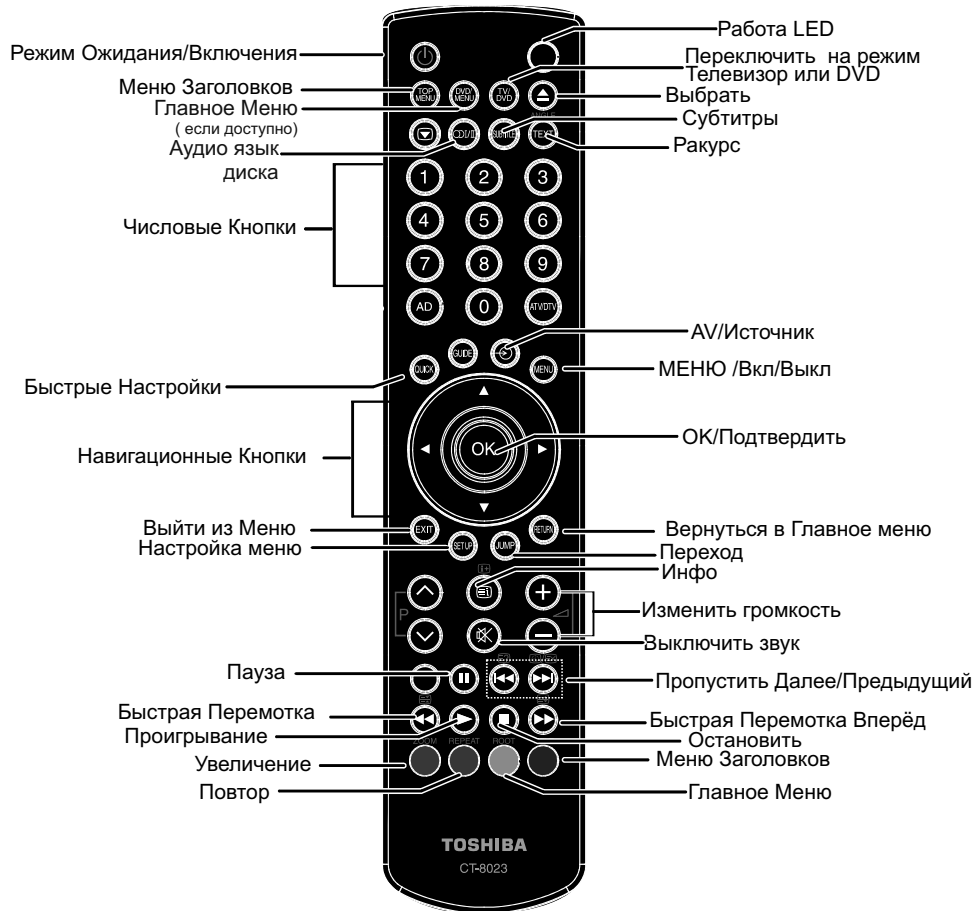 Работа LED
Режим Ожидания/Включения
Переключить на режим
Телевизор или DVD
Меню Заголовков
TOP MENU
DVD/ MENU
TV/ DVD
Выбрать
Главное Меню
( если доступно)
ANGLE
Субтитры
SUBTITLE
TEXT
Аудио язык
диска
Ракурс
1 2 3
Числовые Кнопки
4 5 6
7 8 9
AD 0 ATV/DTV
AV/Источник
GUIDE
QUICK
MENU
МЕНЮ /Вкл/Выкл
Быстрые Настройки
OK
OK/Подтвердить
Навигационные Кнопки
Выйти из Меню
EXIT
RETURN
Вернуться в Главное меню
Настройка меню
SETUP
JUMP
Переход
Инфо
P
Изменить громкость
Выключить звук
Пауза
Пропустить Далее/Предыдущий
Быстрая Перемотка
Быстрая Перемотка Вперёд
Проигрывание
Остановить
ZOOM REPEAT ROOT
Увеличение
Меню Заголовков
Повтор
Главное Меню
TOSHIBA
CT-8023